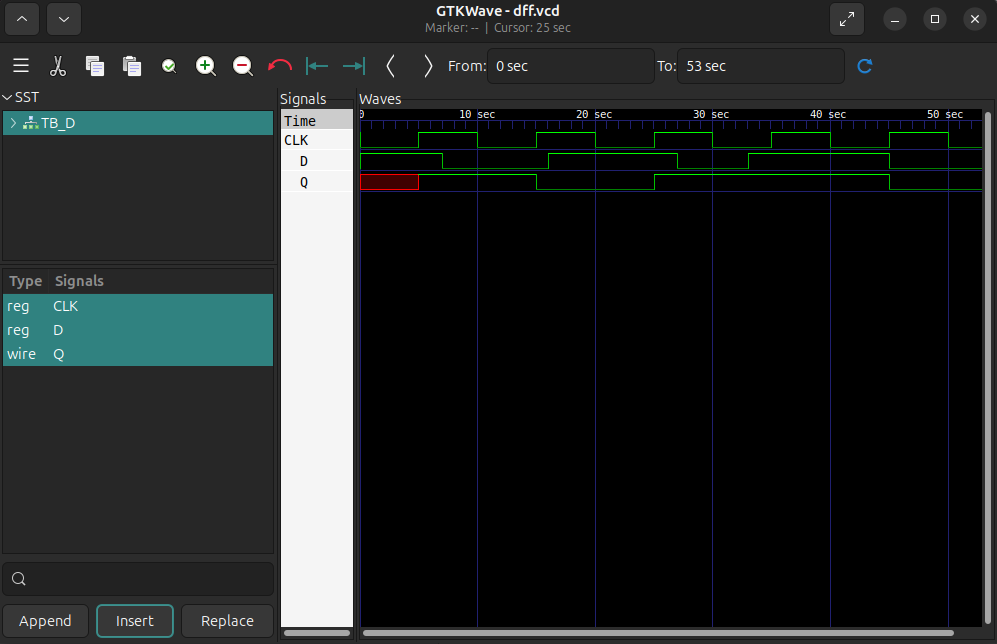 GTKWave - dff.vcd
Marker: -- | Cursor: 25 sec
From: 0 sec To: 53 sec
SST
TB_D
Type Signals
reg CLK
reg D
wire Q
Append Insert Replace
Signals
Time
CLK
D
Q
Waves
0 10 sec 20 sec 30 sec 40 sec 50 sec